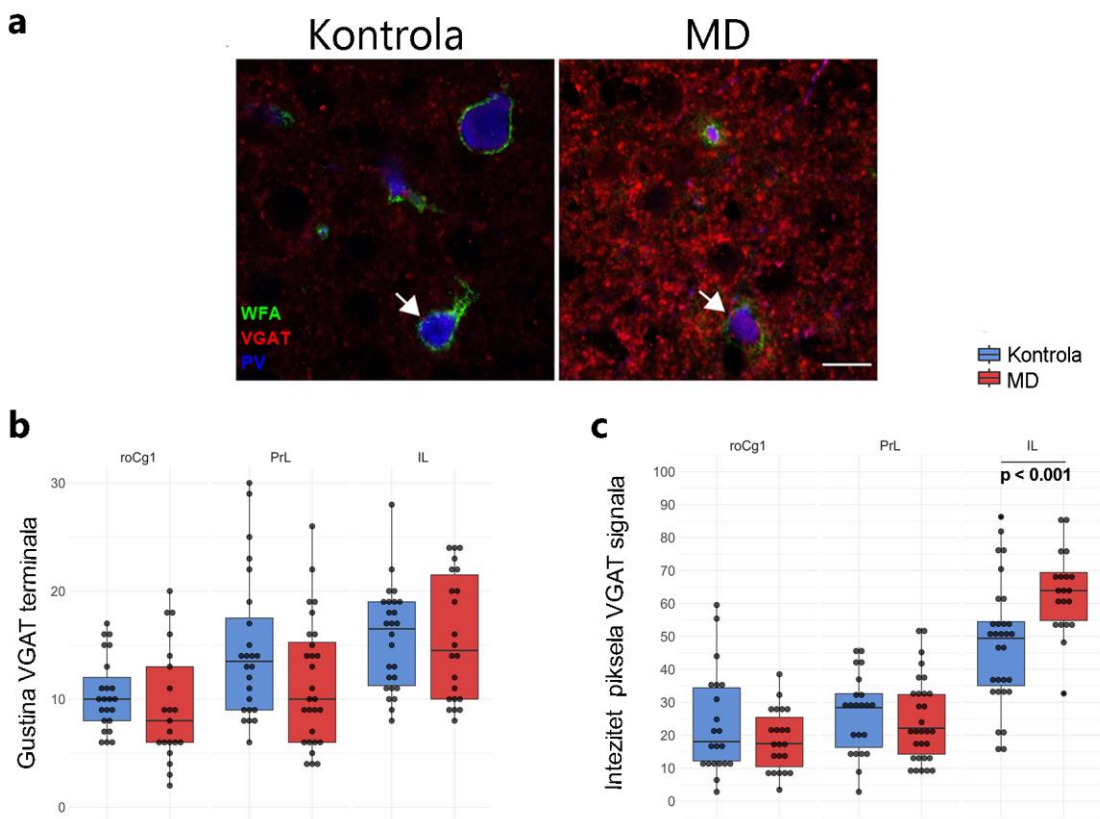 a
Kontrola MD
WFA
VGAT
PV
Kontrola
MD
b
roCg1 PrL IL
Gustina VGAT terminala
30
20
10
0
c
roCg1 PrL IL
p < 0.001
Intezitet piksela VGAT signala
100
90
80
70
60
50
40
30
20
10
0